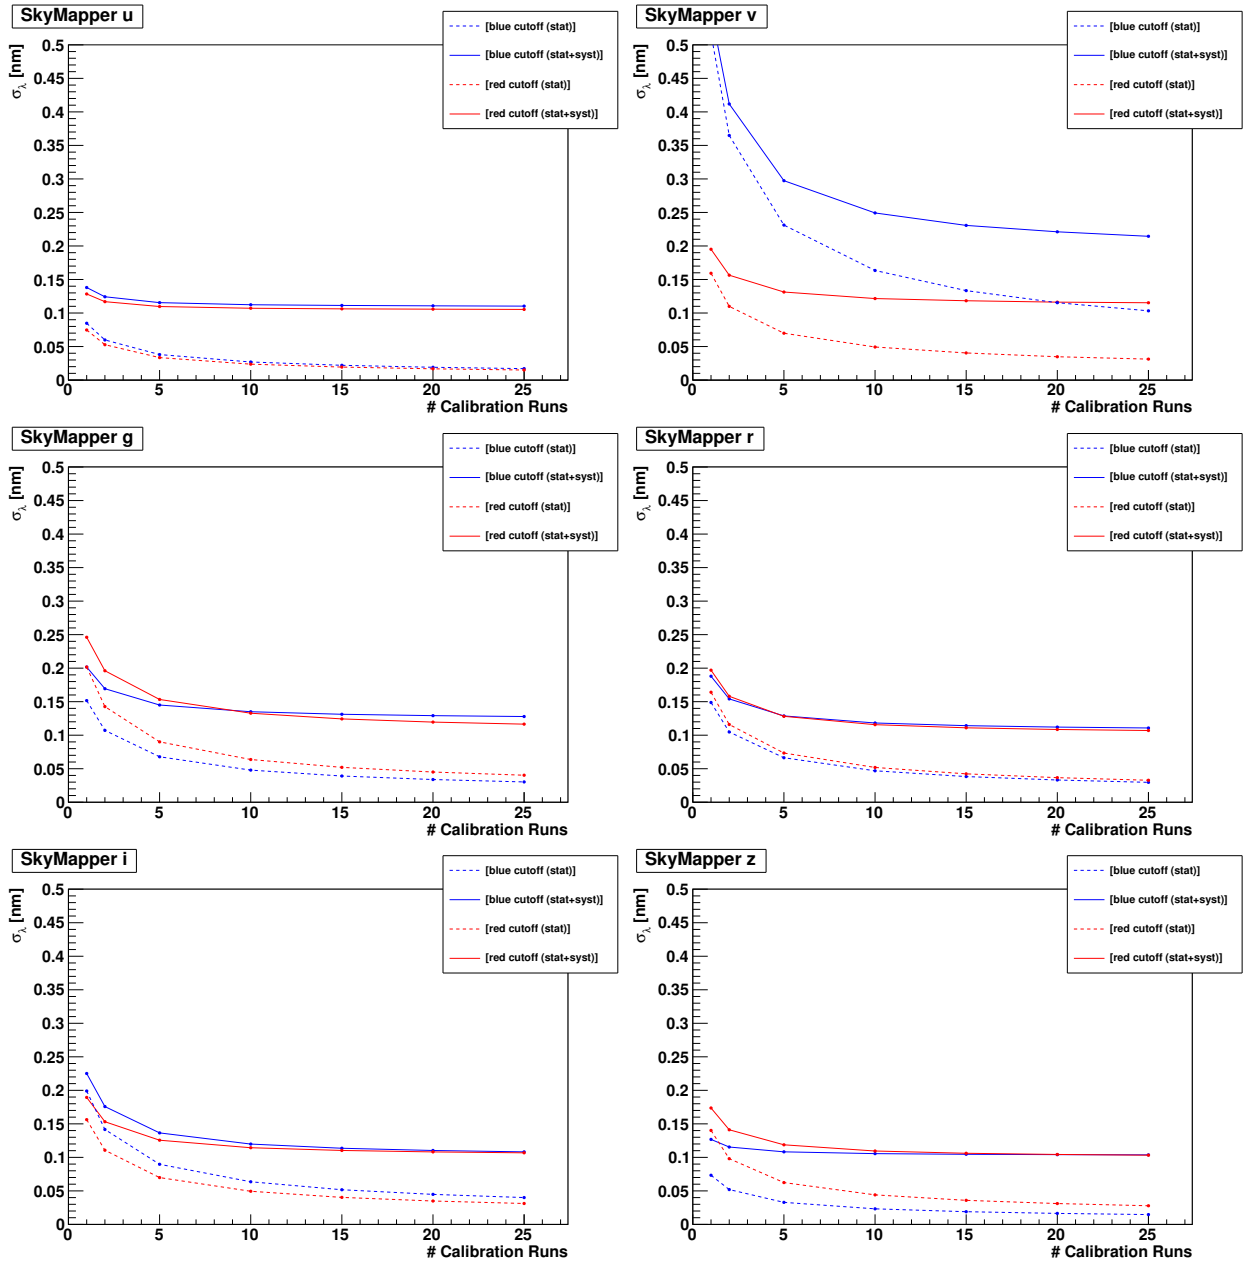 SkyMapper u
[blue cutoff (stat)]
[blue cutoff (stat+syst)]
[red cutoff (stat)]
[red cutoff (stat+syst)]
σλ [nm]
0.5
0.45
0.4
0.35
0.3
0.25
0.2
0.15
0.1
0.05
0
0 5 10 15 20 25
# Calibration Runs
SkyMapper v
[blue cutoff (stat)]
[blue cutoff (stat+syst)]
[red cutoff (stat)]
[red cutoff (stat+syst)]
σλ [nm]
0.5
0.45
0.4
0.35
0.3
0.25
0.2
0.15
0.1
0.05
0
0 5 10 15 20 25
# Calibration Runs
SkyMapper g
[blue cutoff (stat)]
[blue cutoff (stat+syst)]
[red cutoff (stat)]
[red cutoff (stat+syst)]
σλ [nm]
0.5
0.45
0.4
0.35
0.3
0.25
0.2
0.15
0.1
0.05
0
0 5 10 15 20 25
# Calibration Runs
SkyMapper r
[blue cutoff (stat)]
[blue cutoff (stat+syst)]
[red cutoff (stat)]
[red cutoff (stat+syst)]
σλ [nm]
0.5
0.45
0.4
0.35
0.3
0.25
0.2
0.15
0.1
0.05
0
0 5 10 15 20 25
# Calibration Runs
SkyMapper i
[blue cutoff (stat)]
[blue cutoff (stat+syst)]
[red cutoff (stat)]
[red cutoff (stat+syst)]
σλ [nm]
0.5
0.45
0.4
0.35
0.3
0.25
0.2
0.15
0.1
0.05
0
0 5 10 15 20 25
# Calibration Runs
SkyMapper z
[blue cutoff (stat)]
[blue cutoff (stat+syst)]
[red cutoff (stat)]
[red cutoff (stat+syst)]
σλ [nm]
0.5
0.45
0.4
0.35
0.3
0.25
0.2
0.15
0.1
0.05
0
0 5 10 15 20 25
# Calibration Runs